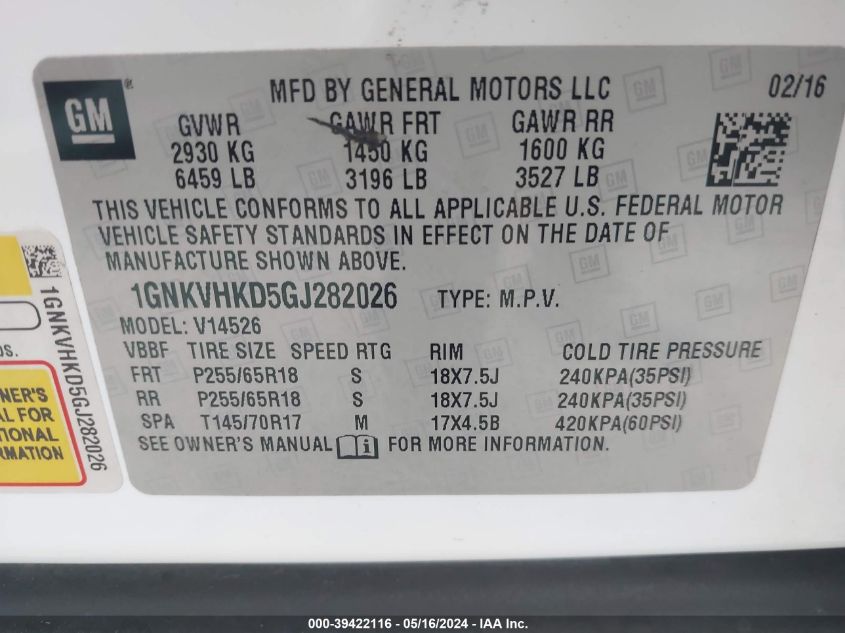 GM ®
MFD BY GENERAL MOTORS LLC 02/16
GVWR GAWR FRT GAWR RR
2930 KG 1450 KG 1600 KG
6459 LB 3196 LB 3527 LB
THIS VEHICLE CONFORMS TO ALL APPLICABLE U.S. FEDERAL MOTOR
VEHICLE SAFETY STANDARDS IN EFFECT ON THE DATE OF
MANUFACTURE SHOWN ABOVE.
1GNKVHKD5GJ282026 TYPE: M.P.V.
MODEL: V14526
VBBF TIRE SIZE SPEED RTG RIM COLD TIRE PRESSURE
FRT P255/65R18 S 18X7.5J 240KPA(35PSI)
RR P255/65R18 S 18X7.5J 240KPA(35PSI)
SPA T145/70R17 M 17X4.5B 420KPA(60PSI)
SEE OWNER'S MANUAL FOR MORE INFORMATION.
1GNKVHKD5GJ282026
000-39422116 - 05/16/2024 - IAA Inc.